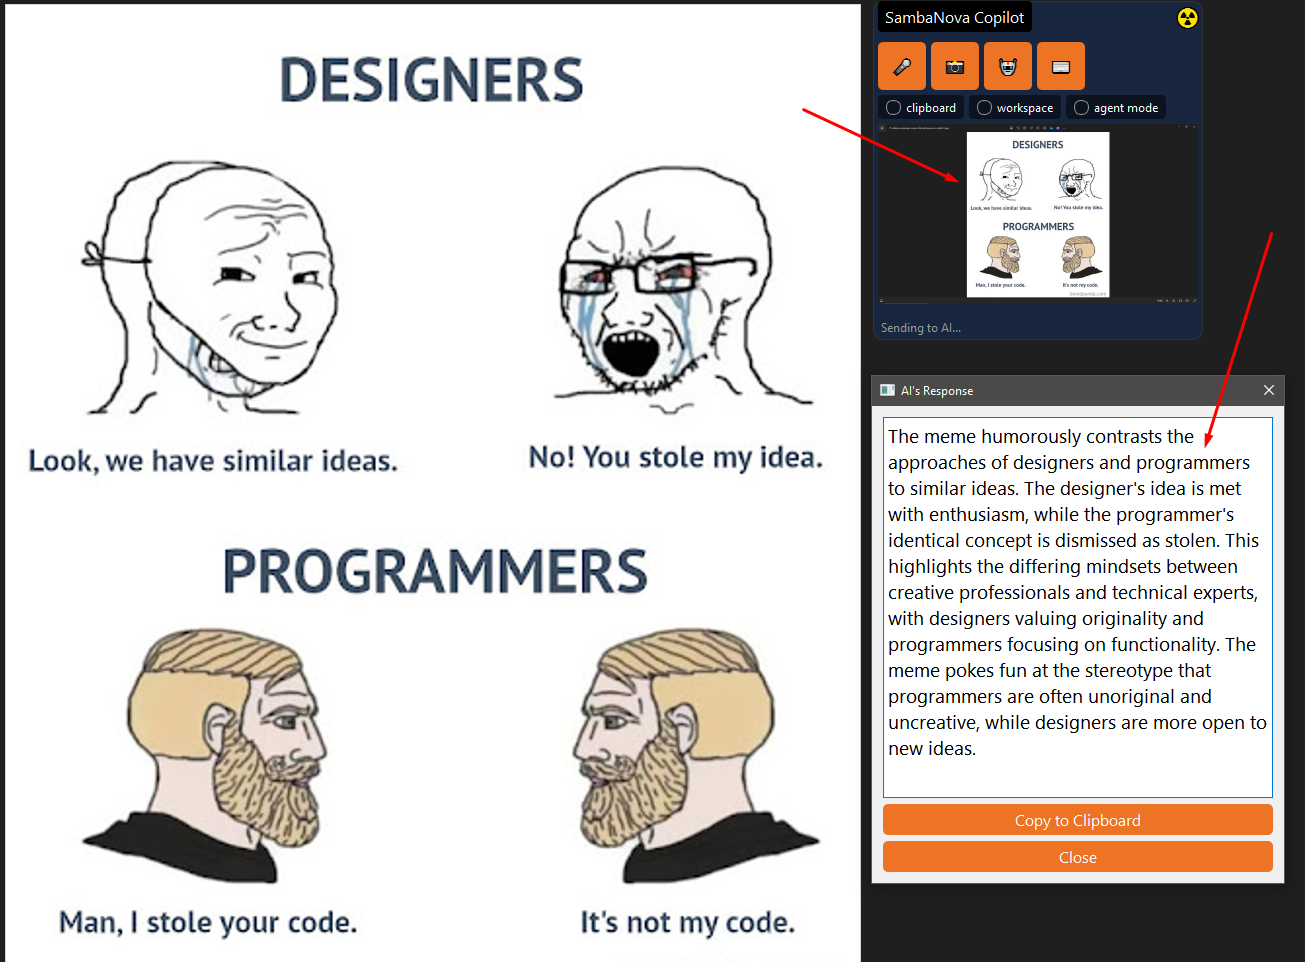 DESIGNERS
Look, we have similar ideas.
No! You stole my idea.
PROGRAMMERS
Man, I stole your code.
It's not my code.
SambaNova Copilot
clipboard
workspace
agent mode
DESIGNERS
Look, we have similar ideas.
No! You stole my idea.
PROGRAMMERS
Man, I stole your code.
It's not my code.
boredpanda.com
Sending to AI...
AI's Response
The meme humorously contrasts the
approaches of designers and programmers
to similar ideas. The designer's idea is met
with enthusiasm, while the programmer's
identical concept is dismissed as stolen. This
highlights the differing mindsets between
creative professionals and technical experts,
with designers valuing originality and
programmers focusing on functionality. The
meme pokes fun at the stereotype that
programmers are often unoriginal and
uncreative, while designers are more open to
new ideas.
Copy to Clipboard
Close